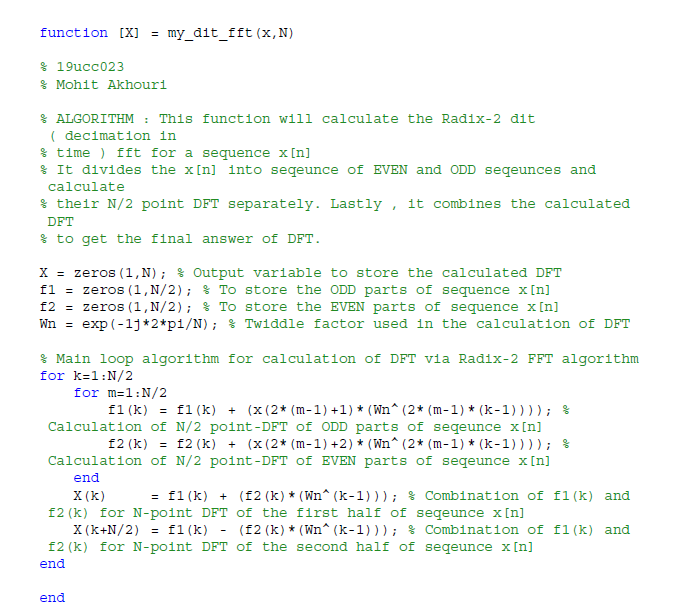 function [X] = my_dit_fft(x,N)
% 19ucc023
% Mohit Akhouri
% ALGORITHM : This function will calculate the Radix-2 dit
( decimation in
% time ) fft for a sequence x[n]
% It divides the x[n] into seqeunce of EVEN and ODD seqeunces and
calculate
% their N/2 point DFT separately. Lastly , it combines the calculated
DFT
% to get the final answer of DFT.
X = zeros(1,N); % Output variable to store the calculated DFT
f1 = zeros(1,N/2); % To store the ODD parts of sequence x[n]
f2 = zeros(1,N/2); % To store the EVEN parts of sequence x[n]
Wn = exp(-1j*2*pi/N); % Twiddle factor used in the calculation of DFT
% Main loop algorithm for calculation of DFT via Radix-2 FFT algorithm
for k=1:N/2
for m=1:N/2
f1(k) = f1(k) + (x(2*(m-1)+1)*(Wn^(2*(m-1)*(k-1)))); %
Calculation of N/2 point-DFT of ODD parts of seqeunce x[n]
f2(k) = f2(k) + (x(2*(m-1)+2)*(Wn^(2*(m-1)*(k-1)))); %
Calculation of N/2 point-DFT of EVEN parts of seqeunce x[n]
end
X(k) = f1(k) + (f2(k)*(Wn^(k-1))); % Combination of f1(k) and
f2(k) for N-point DFT of the first half of seqeunce x[n]
X(k+N/2) = f1(k) - (f2(k)*(Wn^(k-1))); % Combination of f1(k) and
f2(k) for N-point DFT of the second half of seqeunce x[n]
end
end